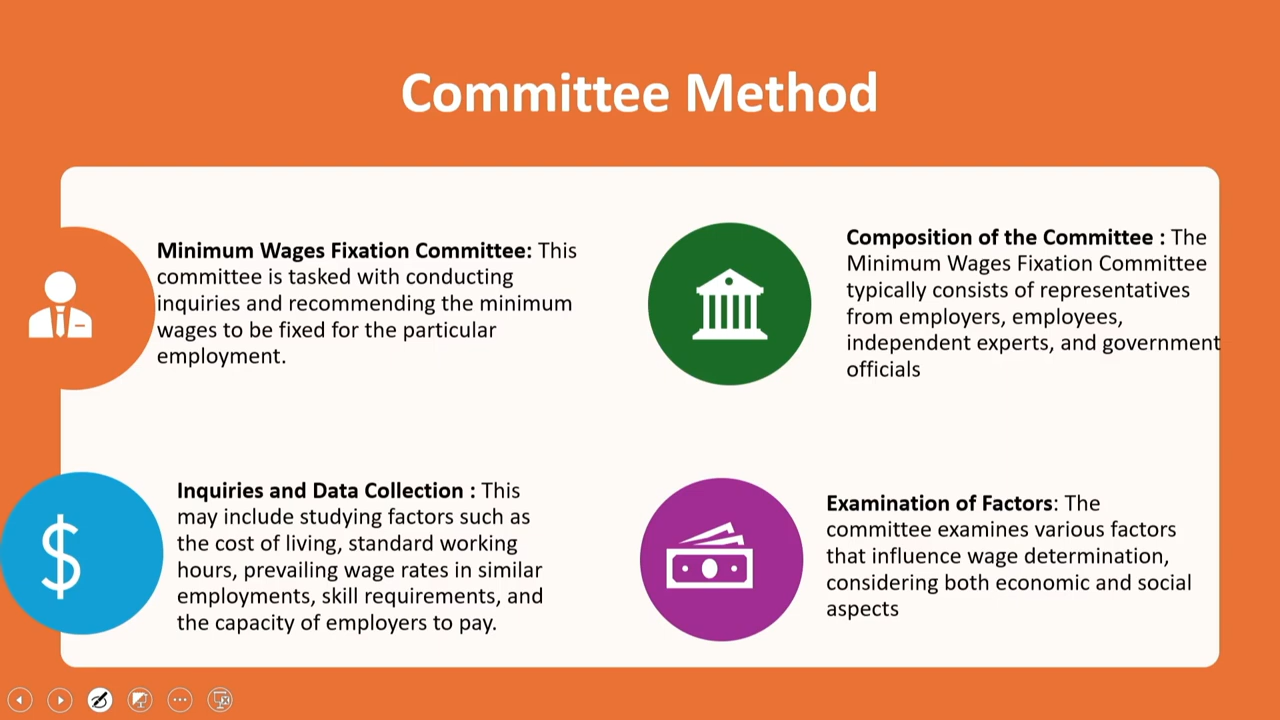 Committee Method
Minimum Wages Fixation Committee: This
committee is tasked with conducting
inquiries and recommending the minimum
wages to be fixed for the particular
employment.
Composition of the Committee : The
Minimum Wages Fixation Committee
typically consists of representatives
from employers, employees,
independent experts, and government
officials
Inquiries and Data Collection : This
may include studying factors such as
the cost of living, standard working
hours, prevailing wage rates in similar
employments, skill requirements, and
the capacity of employers to pay.
Examination of Factors: The
committee examines various factors
that influence wage determination,
considering both economic and social
aspects